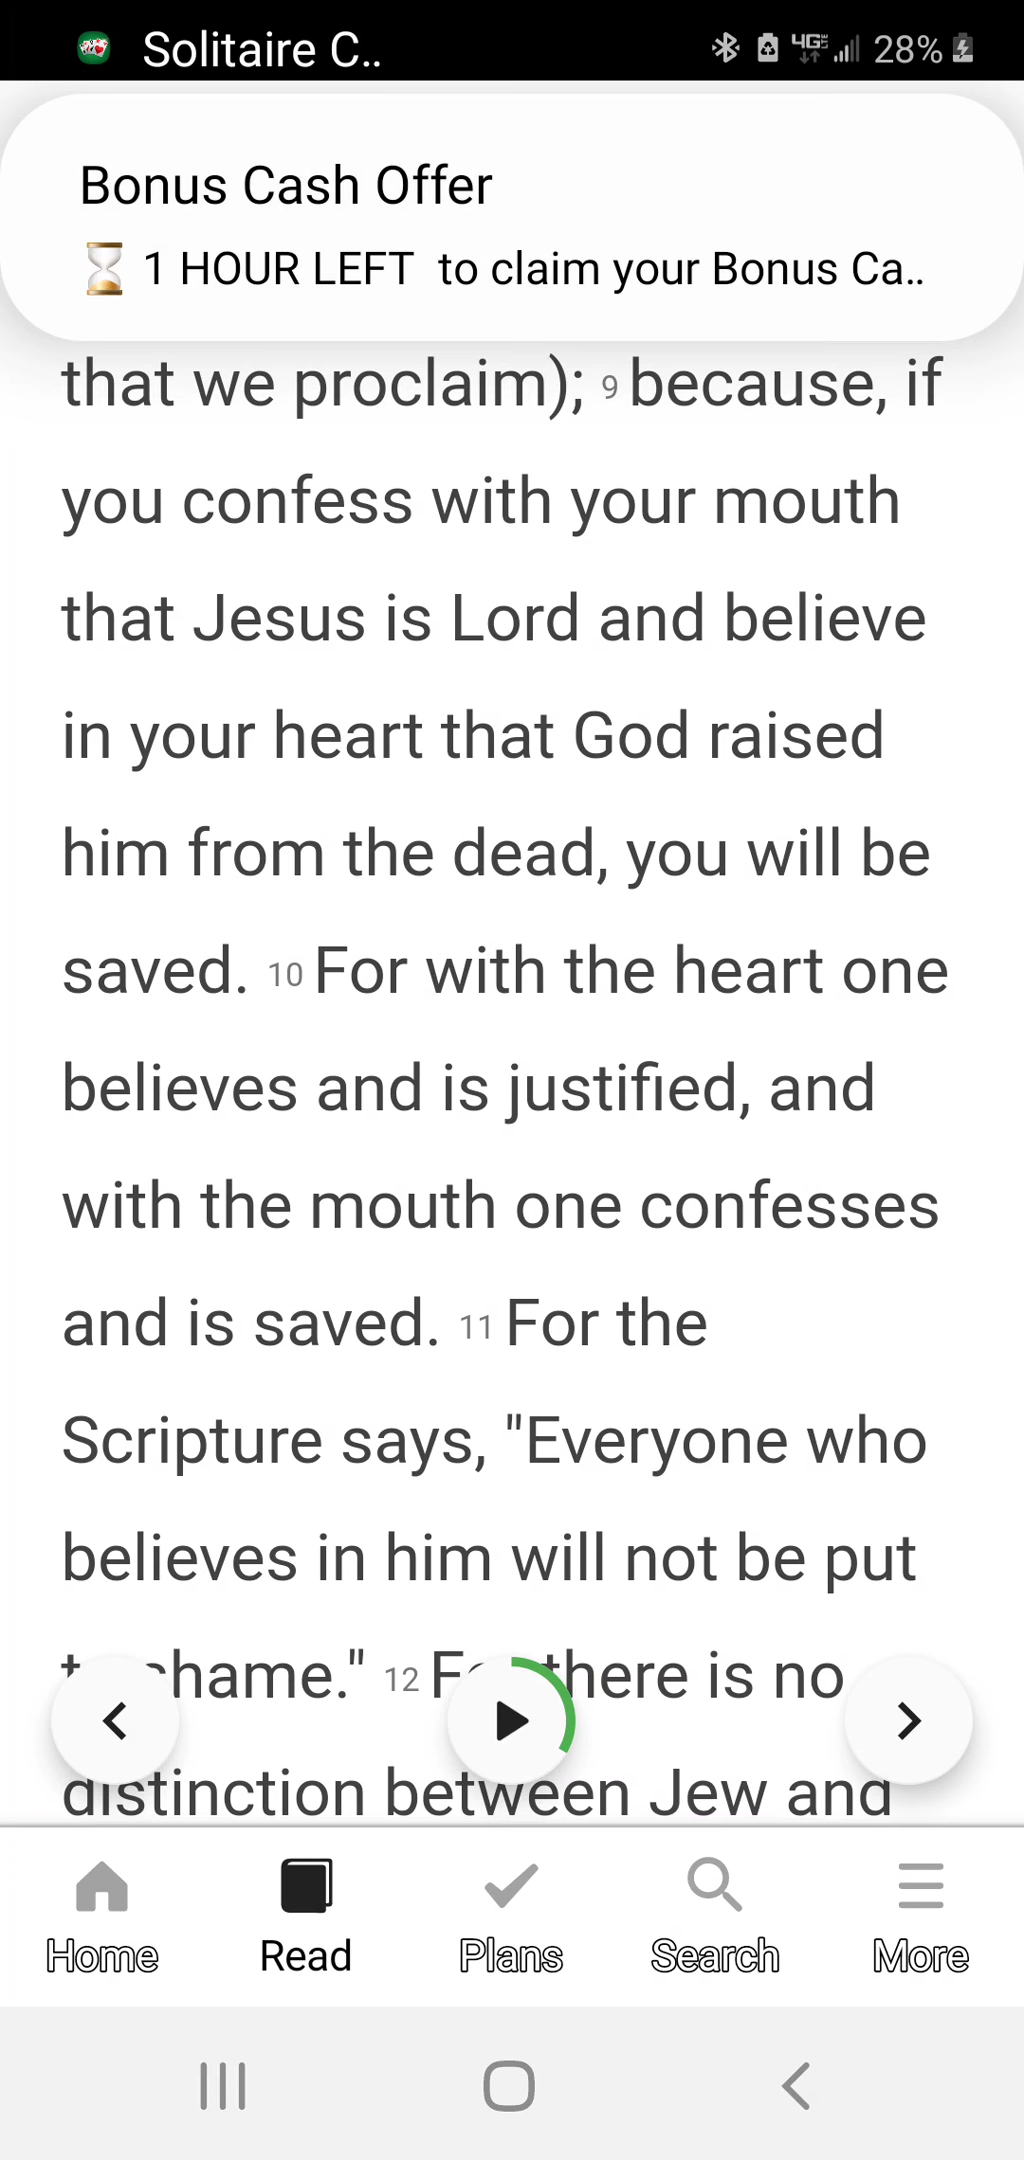 Solitaire C.. 4G 28%
Bonus Cash Offer
⏳ 1 HOUR LEFT to claim your Bonus Ca..
that we proclaim); 9 because, if
you confess with your mouth
that Jesus is Lord and believe
in your heart that God raised
him from the dead, you will be
saved. 10 For with the heart one
believes and is justified, and
with the mouth one confesses
and is saved. 11 For the
Scripture says, "Everyone who
believes in him will not be put
hame." 12 there is no
distinction between Jew and
Home Read Plans Search More